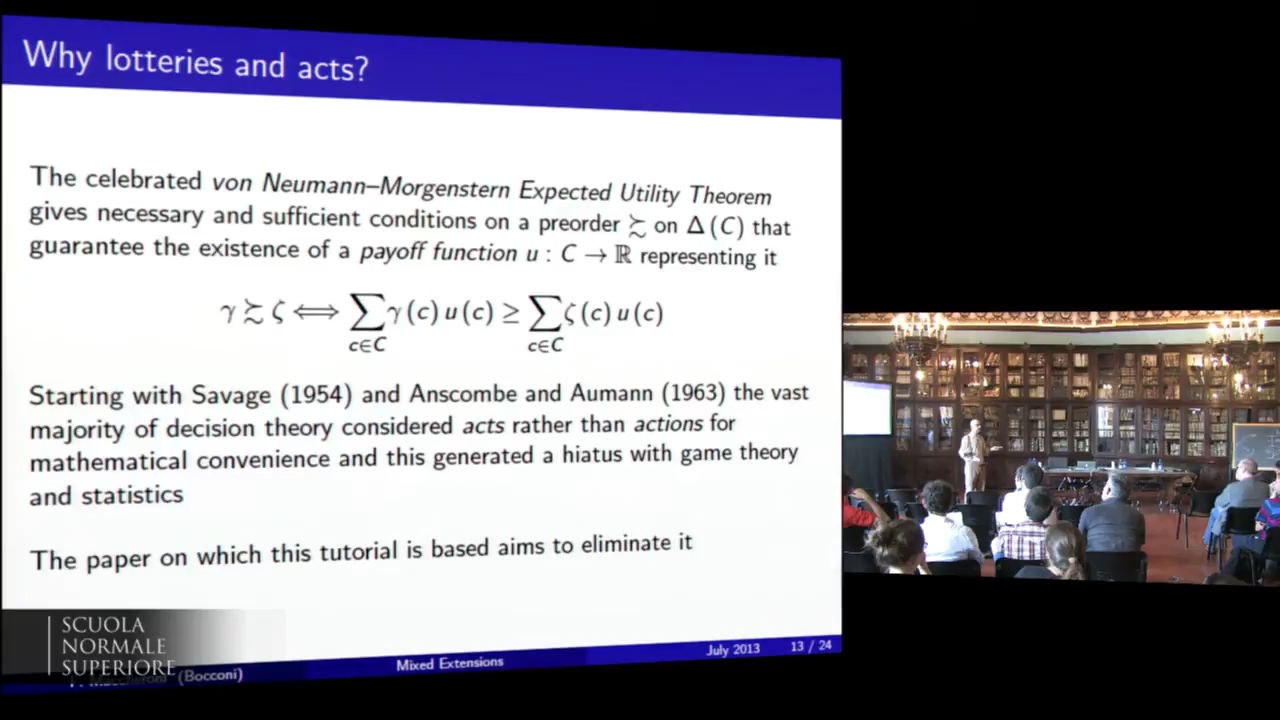 Why lotteries and acts?
The celebrated von Neumann–Morgenstern Expected Utility Theorem
gives necessary and sufficient conditions on a preorder ≿ on Δ(C) that
guarantee the existence of a payoff function u : C → ℝ representing it
γ ≿ ζ ⟺ ∑ γ(c) u(c) ≥ ∑ ζ(c) u(c)
c∈C c∈C
Starting with Savage (1954) and Anscombe and Aumann (1963) the vast
majority of decision theory considered acts rather than actions for
mathematical convenience and this generated a hiatus with game theory
and statistics
The paper on which this tutorial is based aims to eliminate it
SCUOLA
NORMALE
SUPERIORE
(Bocconi)
Mixed Extensions
July 2013 13 / 24